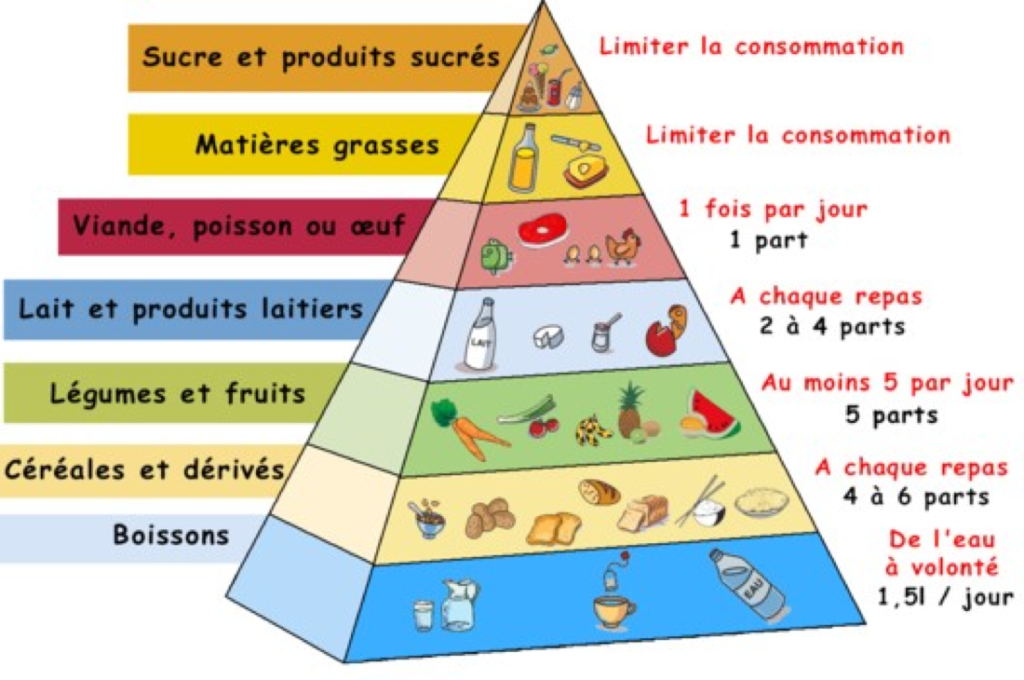 Sucre et produits sucrés
Limiter la consommation
Matières grasses
Limiter la consommation
Viande, poisson ou œuf
1 fois par jour
1 part
Lait et produits laitiers
A chaque repas
2 à 4 parts
LAIT
Légumes et fruits
Au moins 5 par jour
5 parts
Céréales et dérivés
A chaque repas
4 à 6 parts
Boissons
De l'eau
à volonté
1,5l / jour
EAU